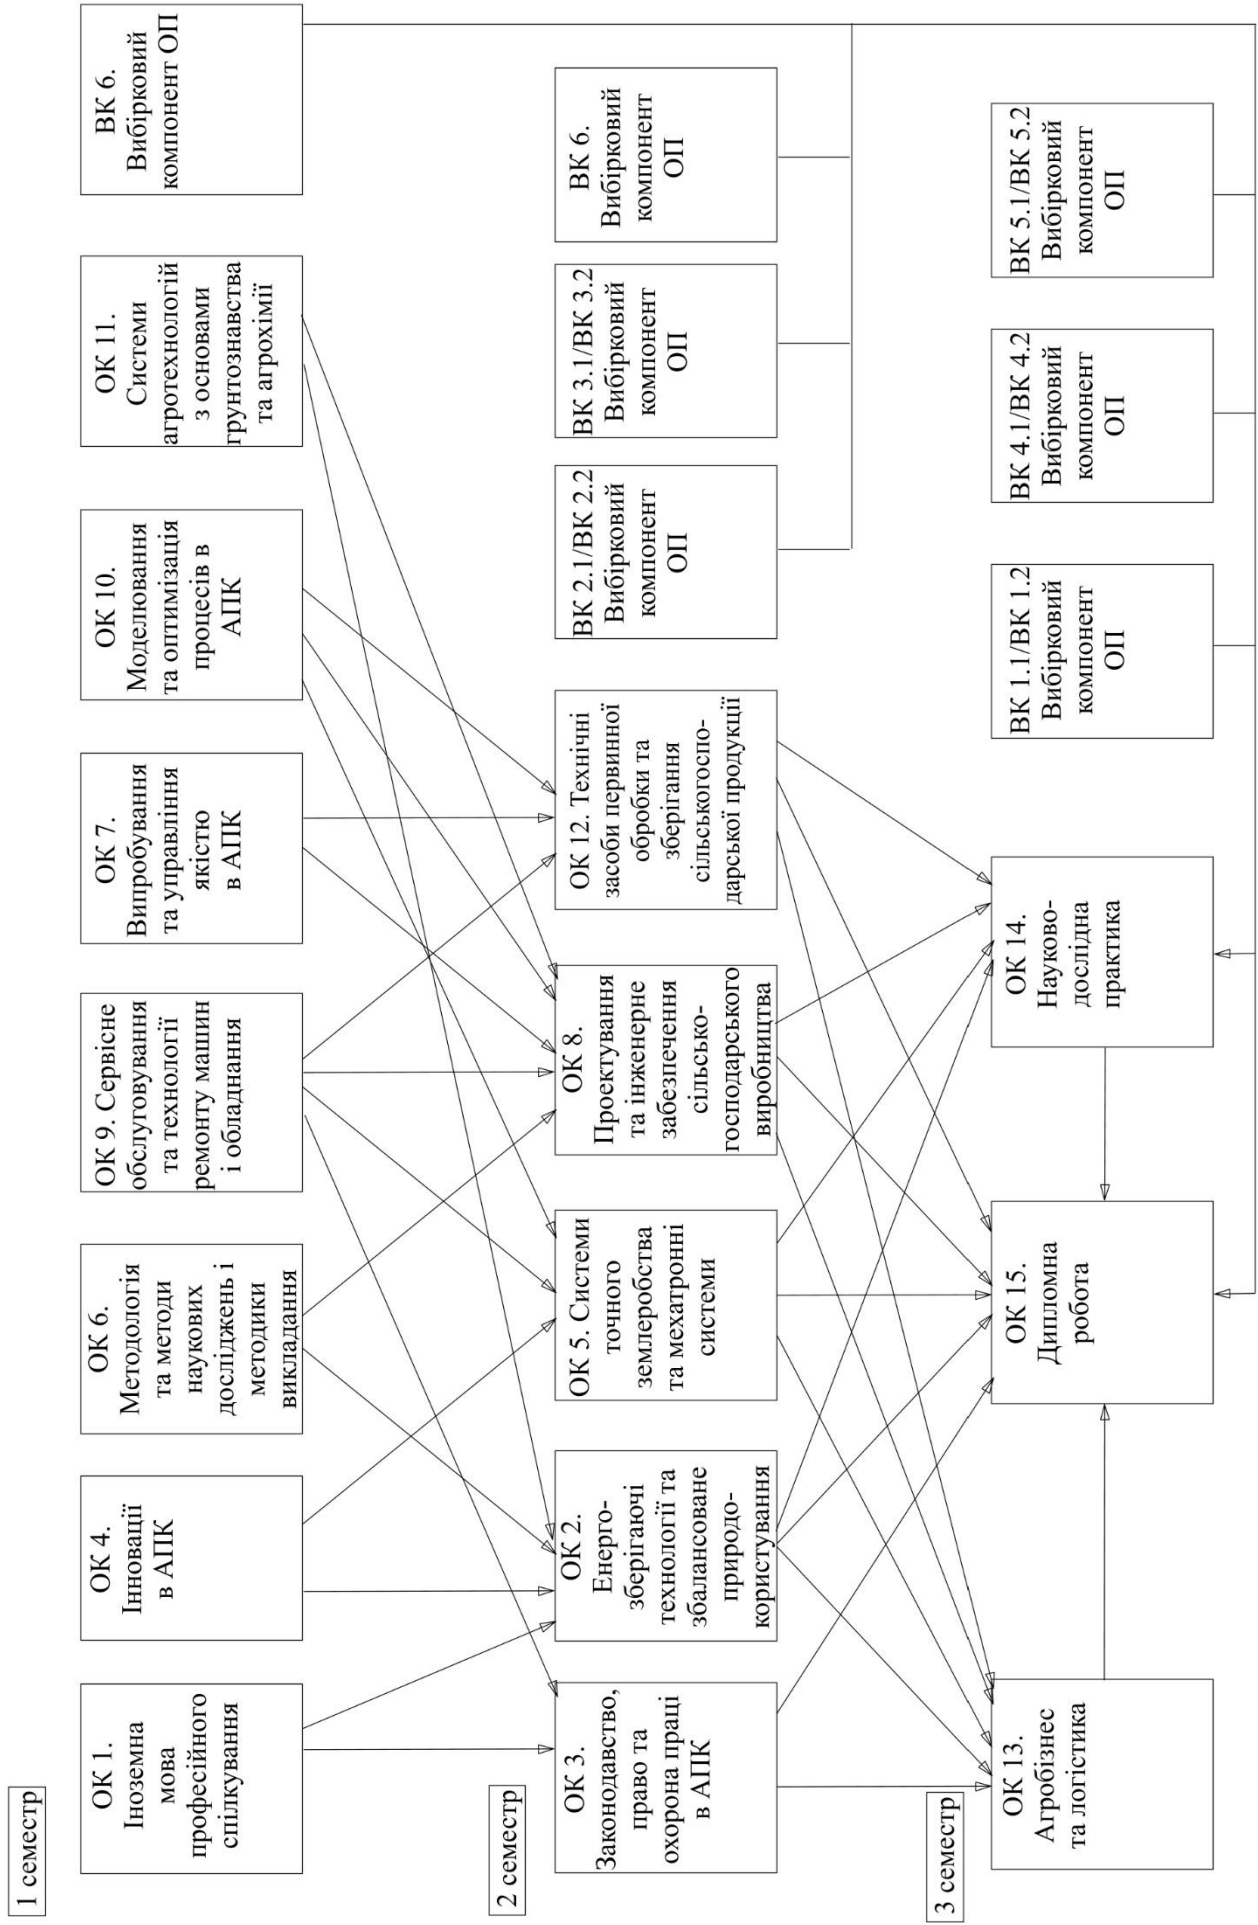 1 семестр
ОК 1.
Іноземна
мова
професійного
спілкування
ОК 4.
Інновації
в АПК
ОК 6.
Методологія
та методи
наукових
досліджень і
методики
викладання
ОК 9. Сервісне
обслуговування
та технології
ремонту машин
і обладнання
ОК 7.
Випробування
та управління
якістю
в АПК
ОК 10.
Моделювання
та оптимізація
процесів в
АПК
ОК 11.
Системи
агротехнологій
з основами
грунтознавства
та агрохімії
ВК 6.
Вибірковий
компонент ОП
2 семестр
ОК 3.
Законодавство,
право та
охорона праці
в АПК
ОК 2.
Енерго-
зберігаючі
технології та
збалансоване
природо-
користування
ОК 5. Системи
точного
землеробства
та мехатронні
системи
ОК 8.
Проектування
та інженерне
забезпечення
сільсько-
господарського
виробництва
ОК 12. Технічні
засоби первинної
обробки та
зберігання
сільськогоспо-
дарської продукції
ВК 2.1/ВК 2.2
Вибірковий
компонент
ОП
ВК 3.1/ВК 3.2
Вибірковий
компонент
ОП
ВК 6.
Вибірковий
компонент
ОП
3 семестр
ОК 13.
Агробізнес
та логістика
ОК 15.
Дипломна
робота
ОК 14.
Науково-
дослідна
практика
ВК 1.1/ВК 1.2
Вибірковий
компонент
ОП
ВК 4.1/ВК 4.2
Вибірковий
компонент
ОП
ВК 5.1/ВК 5.2
Вибірковий
компонент
ОП